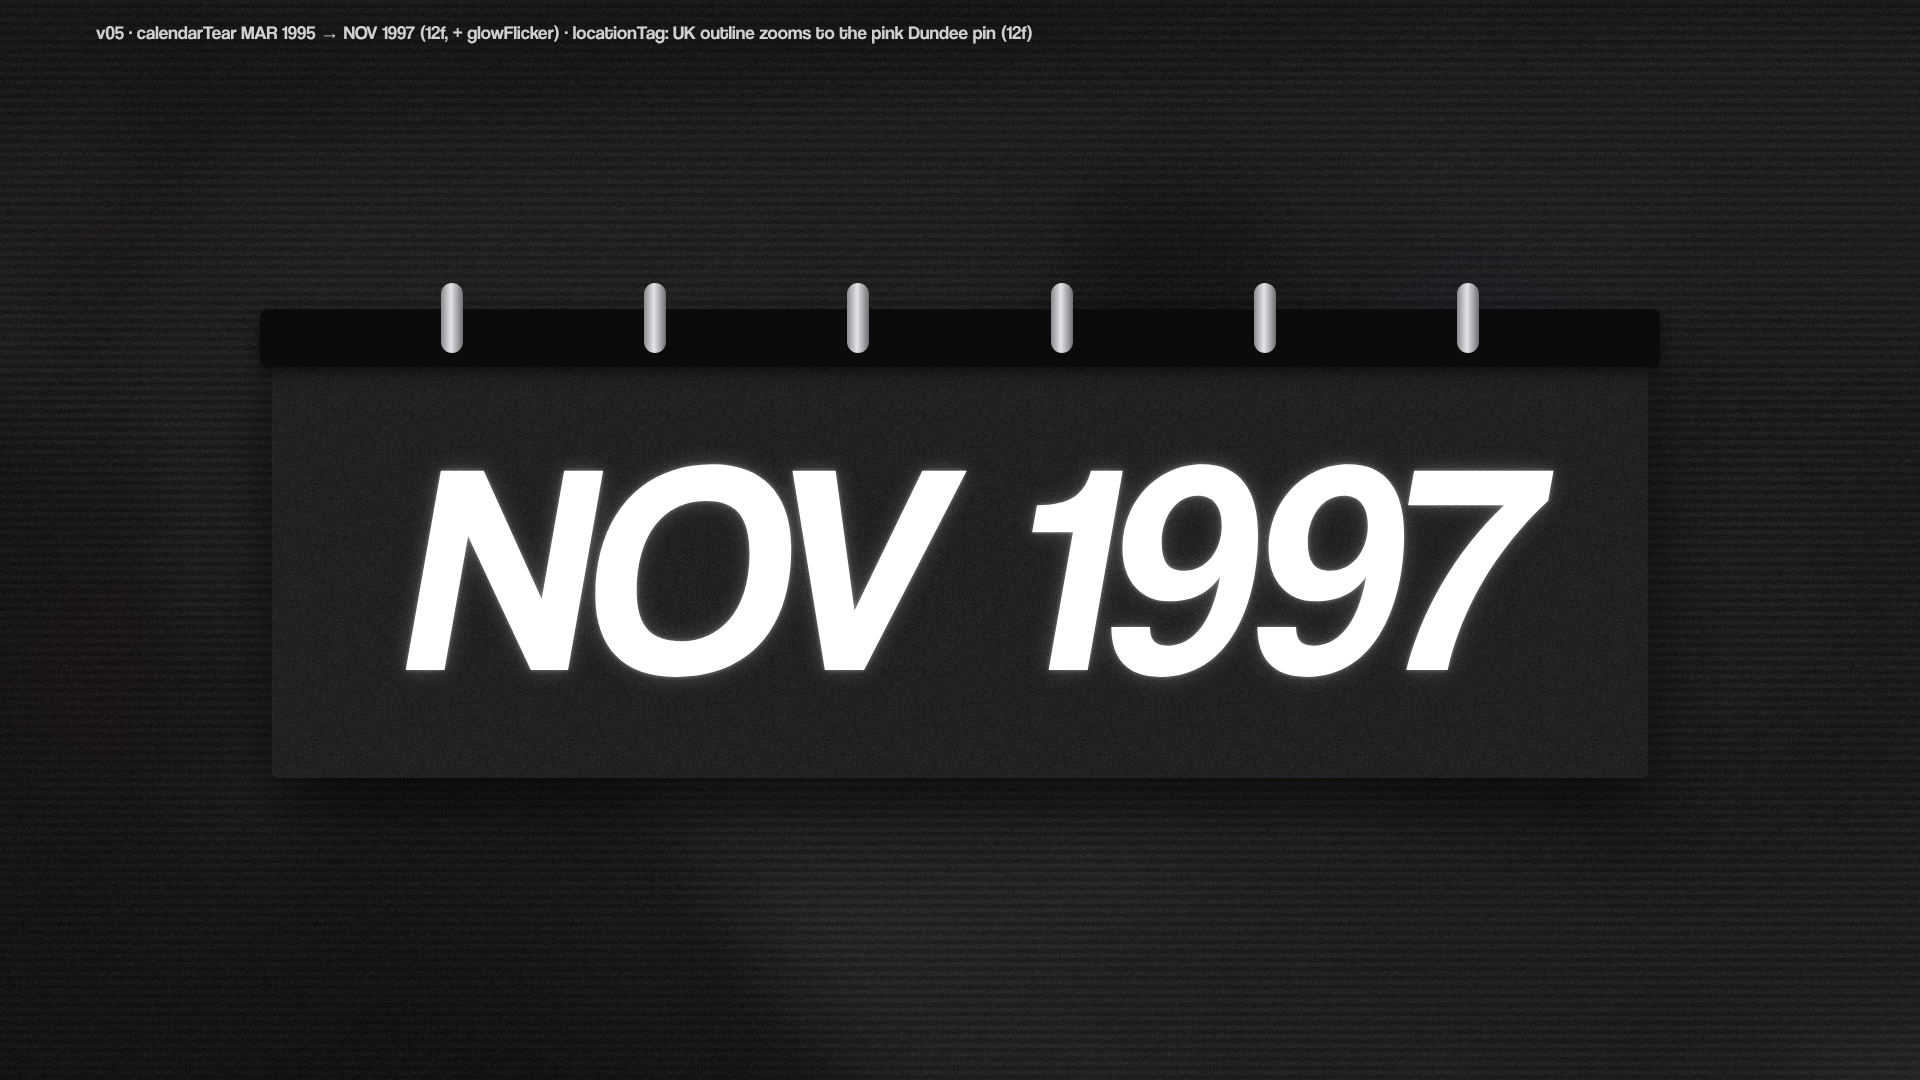 v05 · calendarTear MAR 1995 → NOV 1997 (12f, + glowFlicker) · locationTag: UK outline zooms to the pink Dundee pin (12f)
NOV 1997